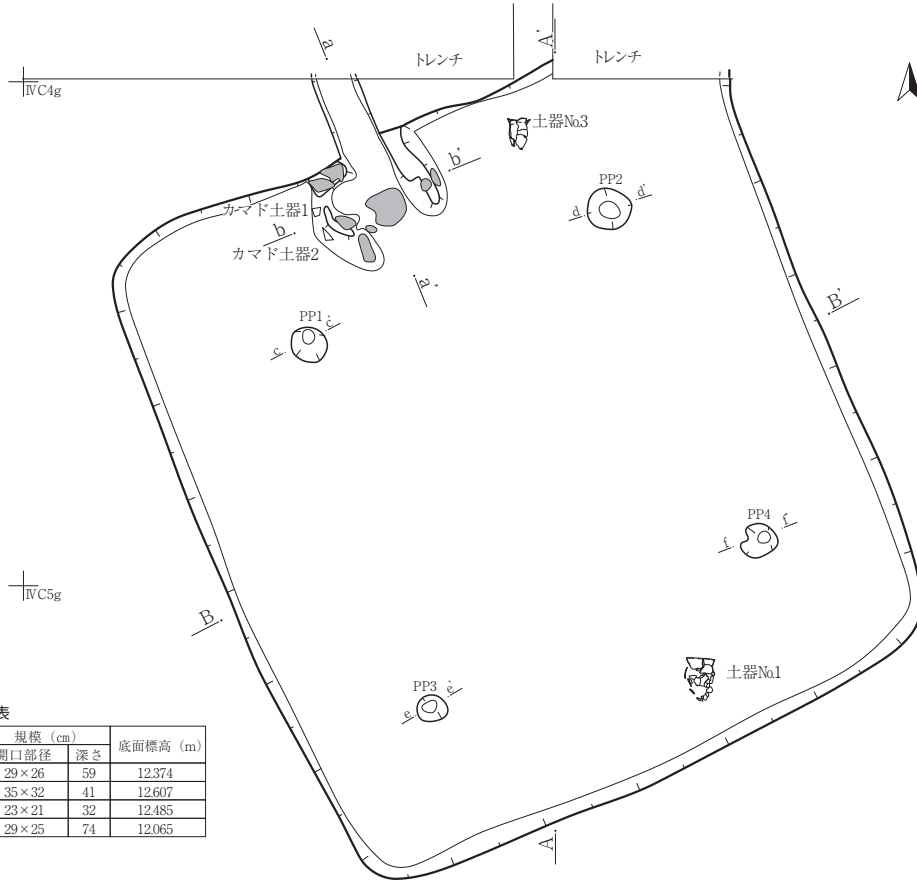 a
A'
トレンチ
トレンチ
ⅣC4g
土器No.3
b'
PP2
d
d'
カマド土器1
b
カマド土器2
a'
B'
PP1
c'
c
PP4
f'
f
ⅣC5g
B
PP3
e'
e
土器No.1
表
規模（㎝）
底面標高（m）
開口部径
深さ
29×26 59 12.374
35×32 41 12.607
23×21 32 12.485
29×25 74 12.065
A